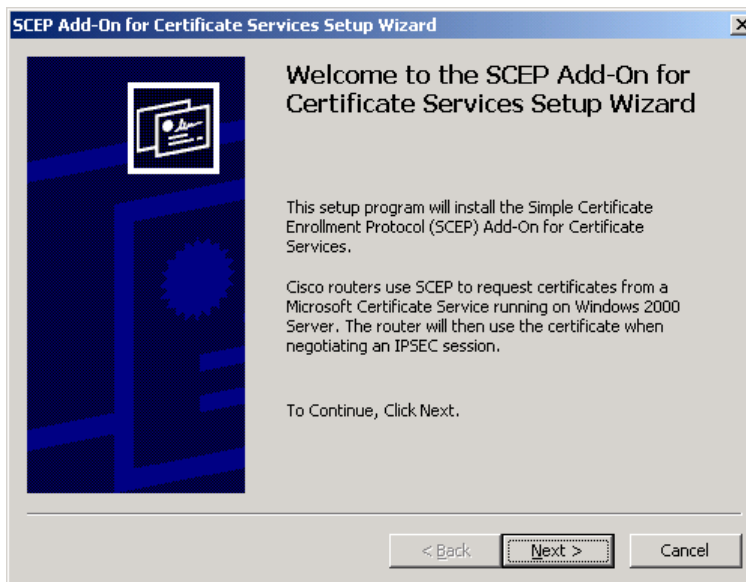 SCEP Add-On for Certificate Services Setup Wizard
Welcome to the SCEP Add-On for
Certificate Services Setup Wizard
This setup program will install the Simple Certificate
Enrollment Protocol (SCEP) Add-On for Certificate
Services.
Cisco routers use SCEP to request certificates from a
Microsoft Certificate Service running on Windows 2000
Server. The router will then use the certificate when
negotiating an IPSEC session.
To Continue, Click Next.
< Back
Next >
Cancel